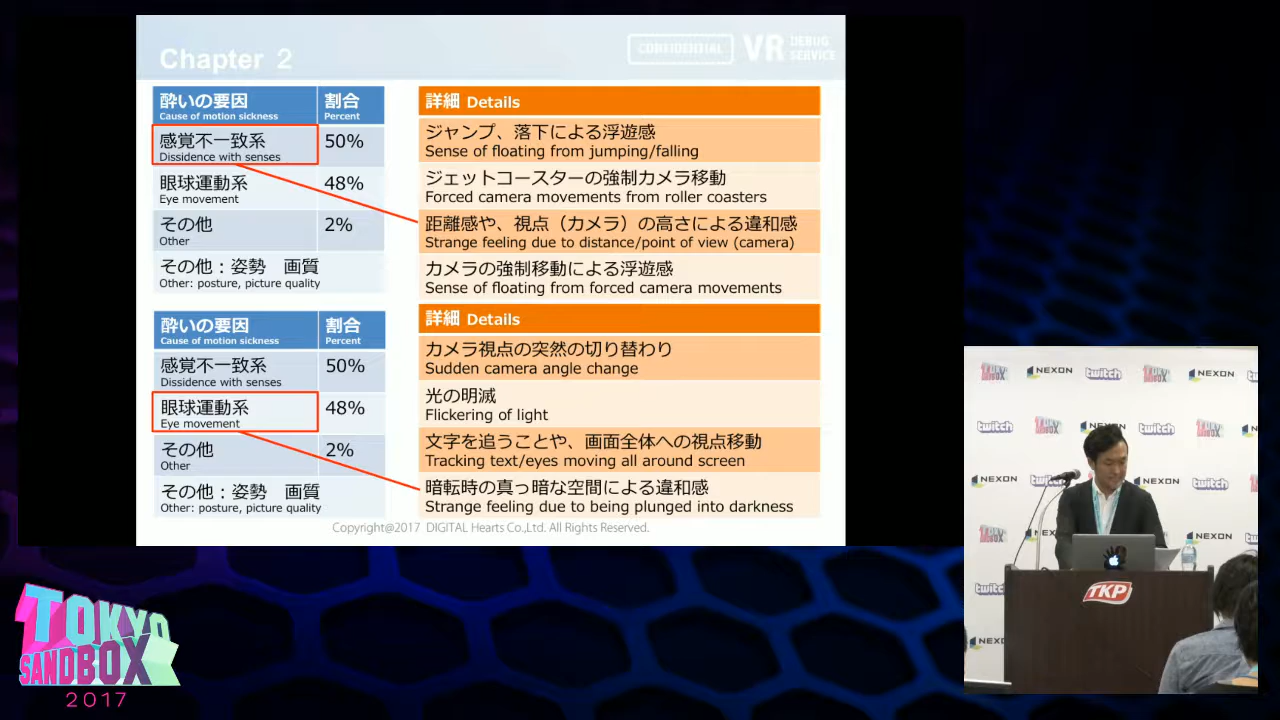 Chapter 2
CONFIDENTIAL
VR DEBUG SERVICE
酔いの要因 割合
Cause of motion sickness Percent
感覚不一致系 50%
Dissidence with senses
眼球運動系 48%
Eye movement
その他 2%
Other
その他：姿勢　画質
Other: posture, picture quality
詳細 Details
ジャンプ、落下による浮遊感
Sense of floating from jumping/falling
ジェットコースターの強制カメラ移動
Forced camera movements from roller coasters
距離感や、視点（カメラ）の高さによる違和感
Strange feeling due to distance/point of view (camera)
カメラの強制移動による浮遊感
Sense of floating from forced camera movements
酔いの要因 割合
Cause of motion sickness Percent
感覚不一致系 50%
Dissidence with senses
眼球運動系 48%
Eye movement
その他 2%
Other
その他：姿勢　画質
Other: posture, picture quality
詳細 Details
カメラ視点の突然の切り替わり
Sudden camera angle change
光の明滅
Flickering of light
文字を追うことや、画面全体への視点移動
Tracking text/eyes moving all around screen
暗転時の真っ暗な空間による違和感
Strange feeling due to being plunged into darkness
Copyright@2017 DIGITAL Hearts Co.,Ltd. All Rights Reserved.
NEXON twitch NEXON
twitch NEXON twitch
NEXON twitch NEXON twitch
NEXON NEXON
twitch
NEXON
TKP
TOKYO
SANDBOX
2017